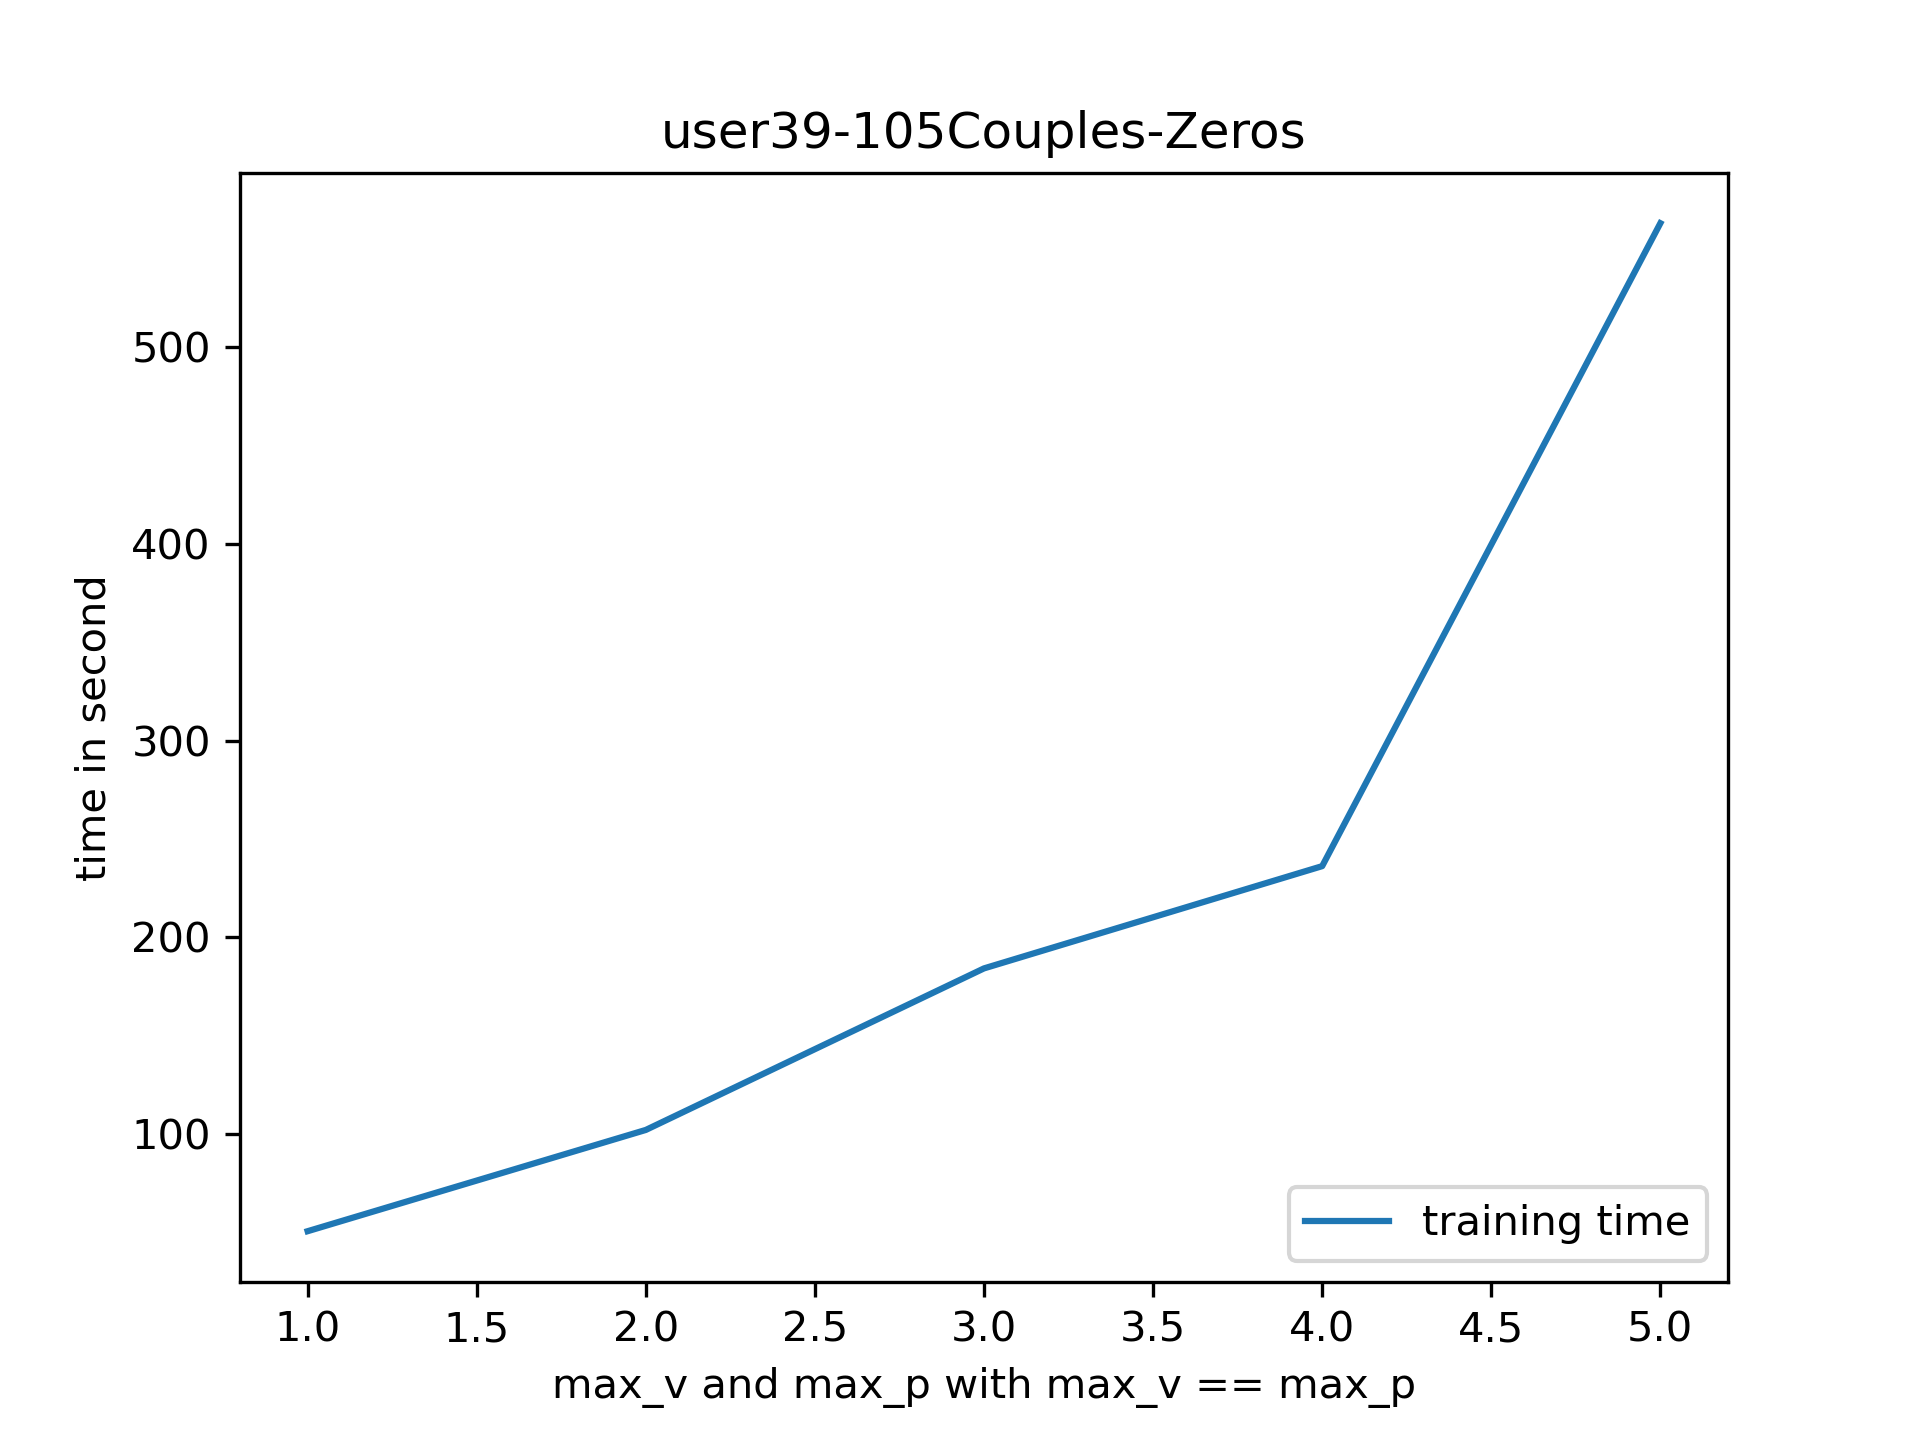 user39-105Couples-Zeros
time in second
500
400
300
200
100
training time
1.0 1.5 2.0 2.5 3.0 3.5 4.0 4.5 5.0
max_v and max_p with max_v == max_p